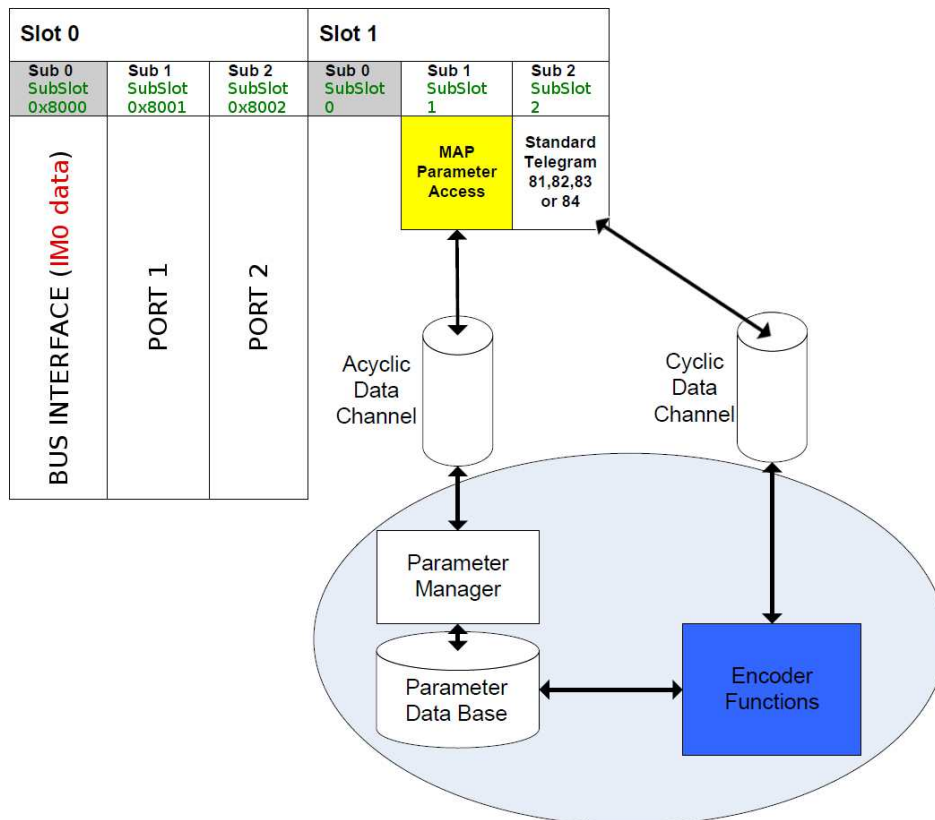 Slot 0
Slot 1
Sub 0
SubSlot
0x8000
Sub 1
SubSlot
0x8001
Sub 2
SubSlot
0x8002
Sub 0
SubSlot
0
Sub 1
SubSlot
1
Sub 2
SubSlot
2
BUS INTERFACE (IM0 data)
PORT 1
PORT 2
MAP
Parameter
Access
Standard
Telegram
81,82,83
or 84
Acyclic
Data
Channel
Cyclic
Data
Channel
Parameter
Manager
Parameter
Data Base
Encoder
Functions